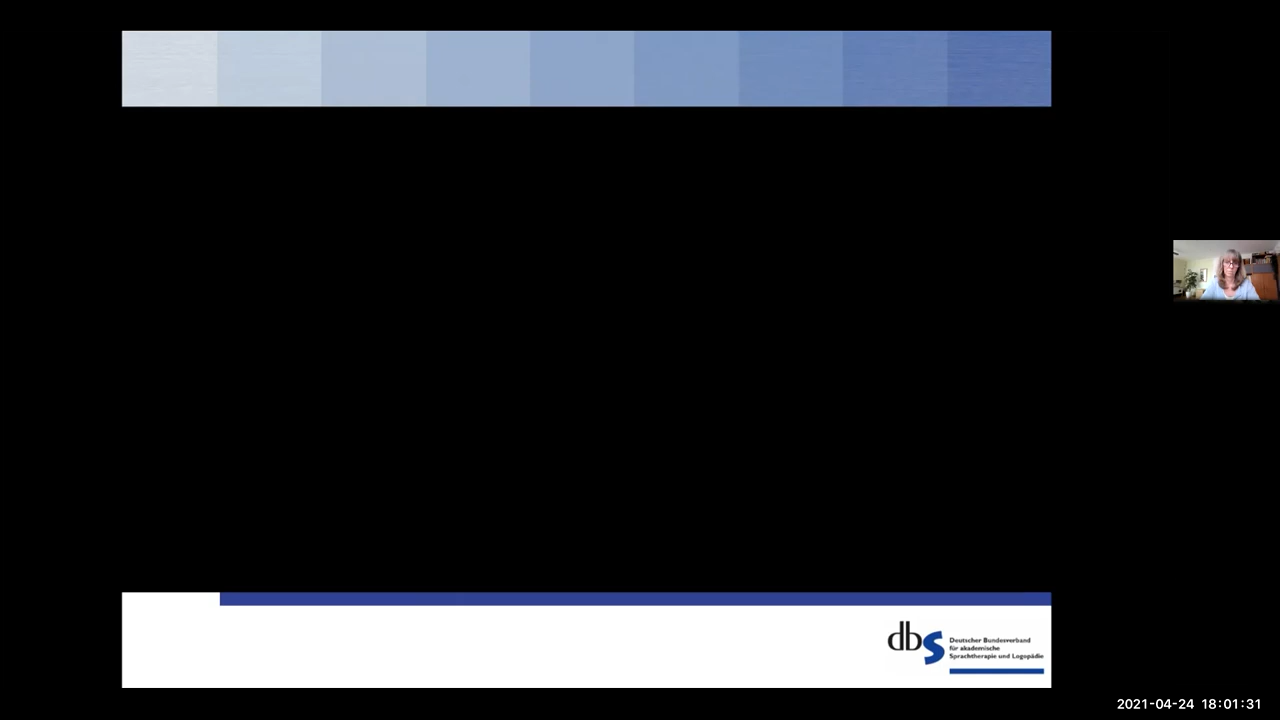 dbs
Deutscher Bundesverband
für akademische
Sprachtherapie und Logopädie
2021-04-24 18:01:31